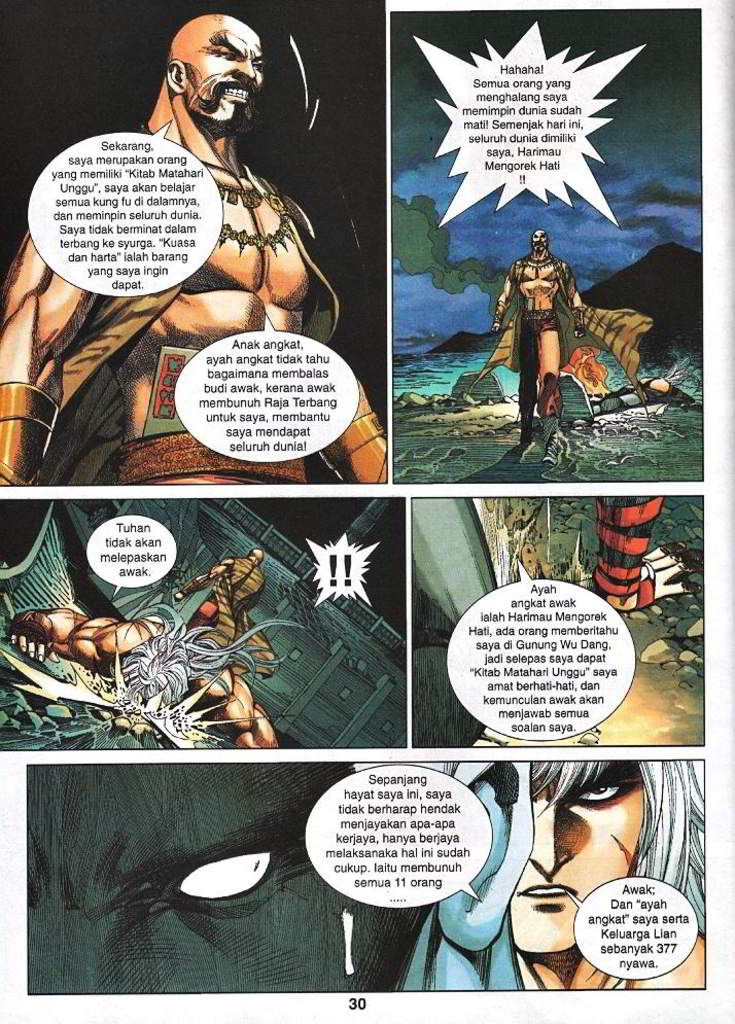 Sekarang,
saya merupakan orang
yang memiliki "Kitab Matahari
Unggu", saya akan belajar
semua kung fu di dalamnya,
dan meminpin seluruh dunia.
Saya tidak berminat dalam
terbang ke syurga. "Kuasa
dan harta" ialah barang
yang saya ingin
dapat.
Anak angkat,
ayah angkat tidak tahu
bagaimana membalas
budi awak, kerana awak
membunuh Raja Terbang
untuk saya, membantu
saya mendapat
seluruh dunia!
Hahaha!
Semua orang yang
menghalang saya
memimpin dunia sudah
mati! Semenjak hari ini,
seluruh dunia dimiliki
saya, Harimau
Mengorek Hati
!!
Tuhan
tidak akan
melepaskan
awak.
!!
Ayah
angkat awak
ialah Harimau Mengorek
Hati, ada orang memberitahu
saya di Gunung Wu Dang,
jadi selepas saya dapat
"Kitab Matahari Unggu" saya
amat berhati-hati, dan
kemunculan awak akan
menjawab semua
soalan saya.
Sepanjang
hayat saya ini, saya
tidak berharap hendak
menjayakan apa-apa
kerjaya, hanya berjaya
melaksanaka hal ini sudah
cukup. Iaitu membunuh
semua 11 orang
.....
!
Awak;
Dan "ayah
angkat" saya serta
Keluarga Lian
sebanyak 377
nyawa.
30